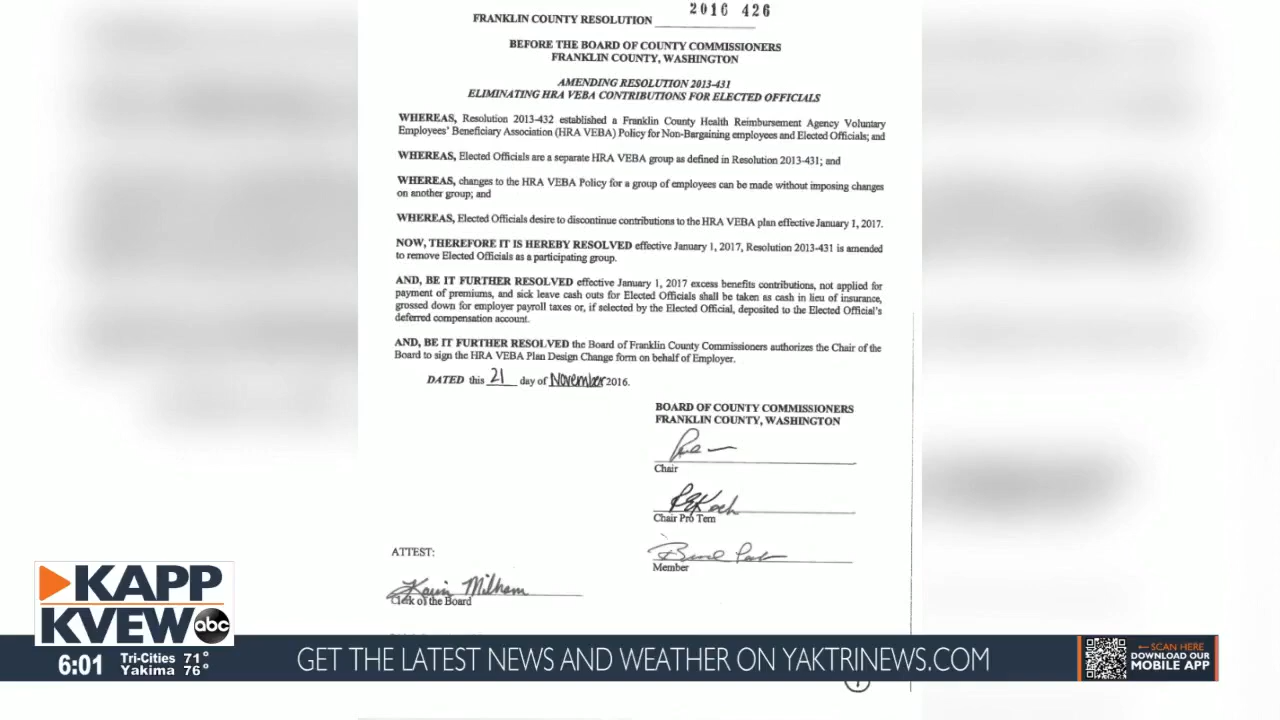 FRANKLIN COUNTY RESOLUTION 2016 426
BEFORE THE BOARD OF COUNTY COMMISSIONERS
FRANKLIN COUNTY, WASHINGTON
AMENDING RESOLUTION 2013-431
ELIMINATING HRA VEBA CONTRIBUTIONS FOR ELECTED OFFICIALS
WHEREAS, Resolution 2013-432 established a Franklin County Health Reimbursement Agency Voluntary
Employees' Beneficiary Association (HRA VEBA) Policy for Non-Bargaining employees and Elected Officials; and
WHEREAS, Elected Officials are a separate HRA VEBA group as defined in Resolution 2013-431; and
WHEREAS, changes to the HRA VEBA Policy for a group of employees can be made without imposing changes
on another group; and
WHEREAS, Elected Officials desire to discontinue contributions to the HRA VEBA plan effective January 1, 2017.
NOW, THEREFORE IT IS HEREBY RESOLVED effective January 1, 2017, Resolution 2013-431 is amended
to remove Elected Officials as a participating group.
AND, BE IT FURTHER RESOLVED effective January 1, 2017 excess benefits contributions, not applied for
payment of premiums, and sick leave cash outs for Elected Officials shall be taken as cash in lieu of insurance,
grossed down for employer payroll taxes or, if selected by the Elected Official, deposited to the Elected Official's
deferred compensation account.
AND, BE IT FURTHER RESOLVED the Board of Franklin County Commissioners authorizes the Chair of the
Board to sign the HRA VEBA Plan Design Change form on behalf of Employer.
DATED this 21 day of November 2016.
BOARD OF COUNTY COMMISSIONERS
FRANKLIN COUNTY, WASHINGTON
Chair
Koch
Chair Pro Tem
Member
ATTEST:
Karin Milham
Clerk of the Board
KAPP
KVEW abc
6:01 Tri-Cities 71°
Yakima 76°
GET THE LATEST NEWS AND WEATHER ON YAKTRINEWS.COM
SCAN HERE
DOWNLOAD OUR
MOBILE APP